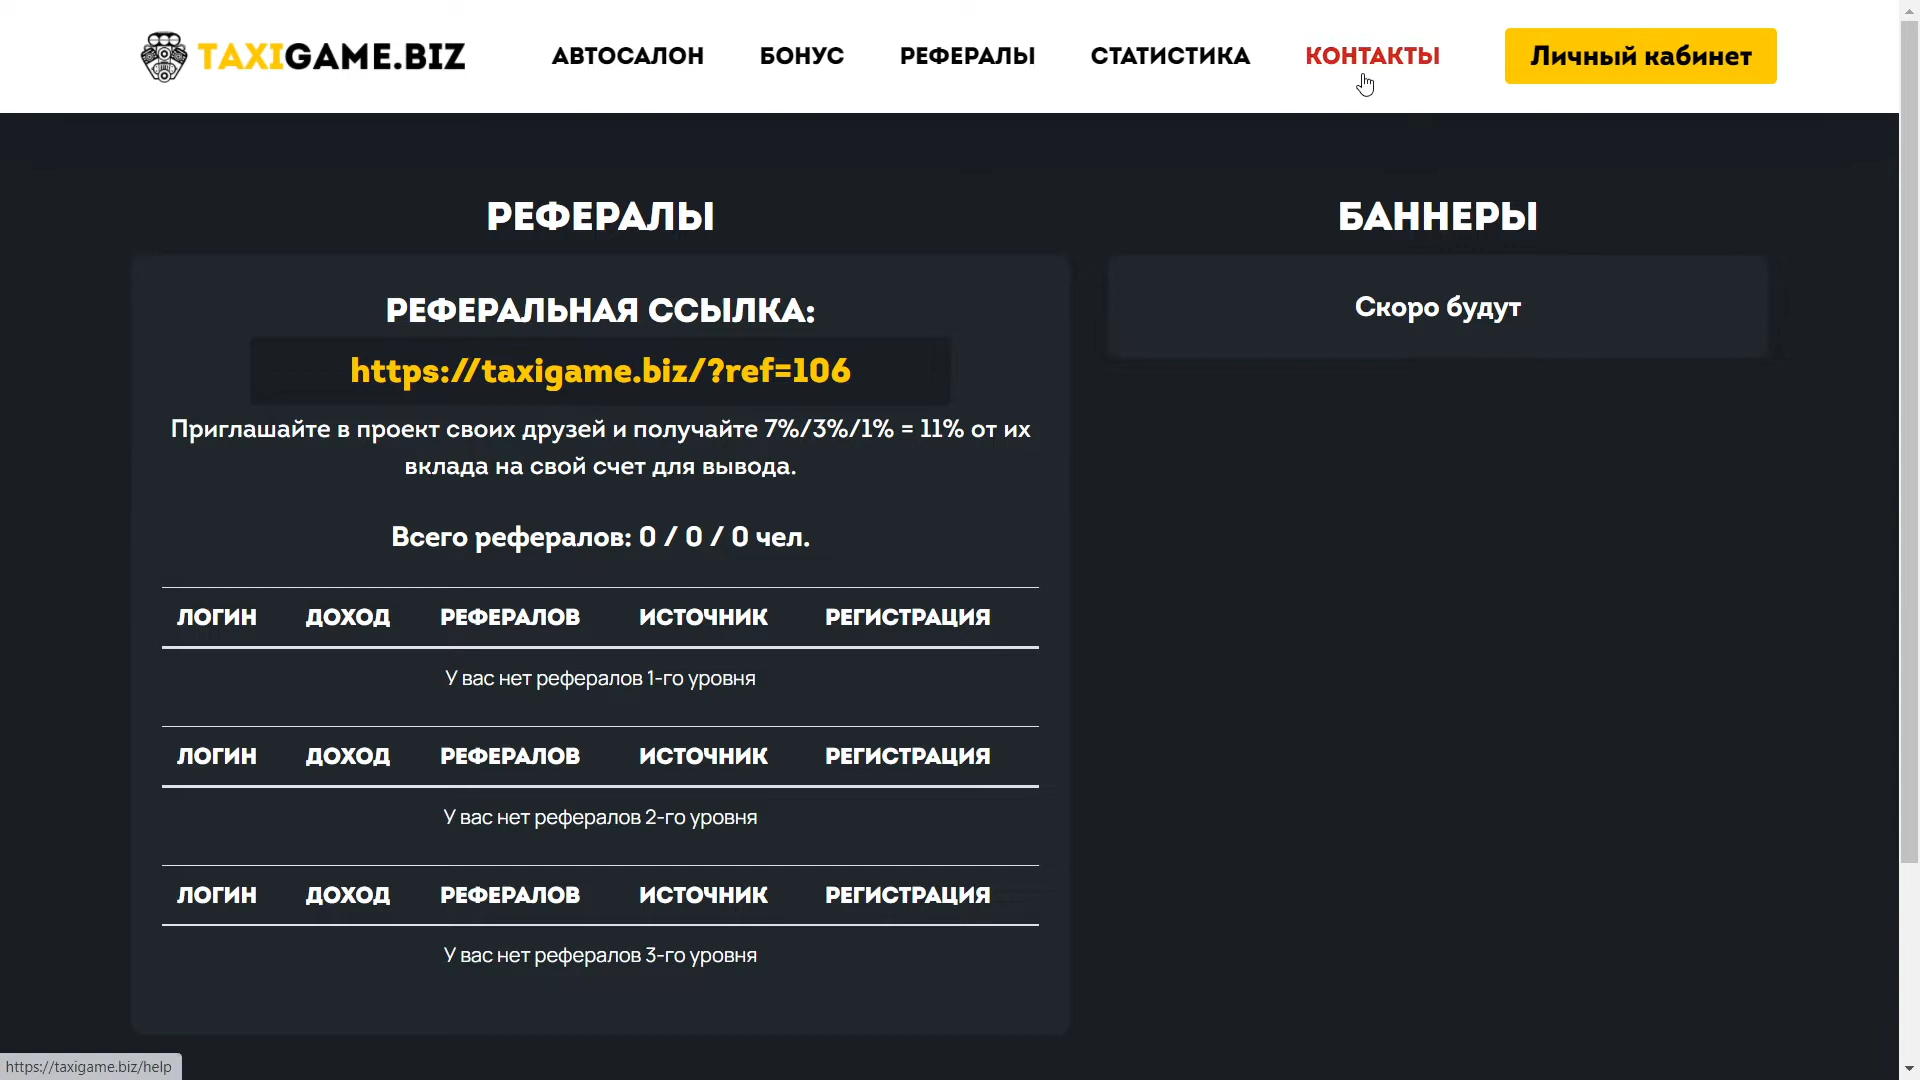 TAXIGAME.BIZ
АВТОСАЛОН
БОНУС
РЕФЕРАЛЫ
СТАТИСТИКА
КОНТАКТЫ
Личный кабинет
РЕФЕРАЛЫ
РЕФЕРАЛЬНАЯ ССЫЛКА:
https://taxigame.biz/?ref=106
Приглашайте в проект своих друзей и получайте 7%/3%/1% = 11% от их
вклада на свой счет для вывода.
Всего рефералов: 0 / 0 / 0 чел.
ЛОГИН ДОХОД РЕФЕРАЛОВ ИСТОЧНИК РЕГИСТРАЦИЯ
У вас нет рефералов 1-го уровня
ЛОГИН ДОХОД РЕФЕРАЛОВ ИСТОЧНИК РЕГИСТРАЦИЯ
У вас нет рефералов 2-го уровня
ЛОГИН ДОХОД РЕФЕРАЛОВ ИСТОЧНИК РЕГИСТРАЦИЯ
У вас нет рефералов 3-го уровня
БАННЕРЫ
Скоро будут
https://taxigame.biz/help